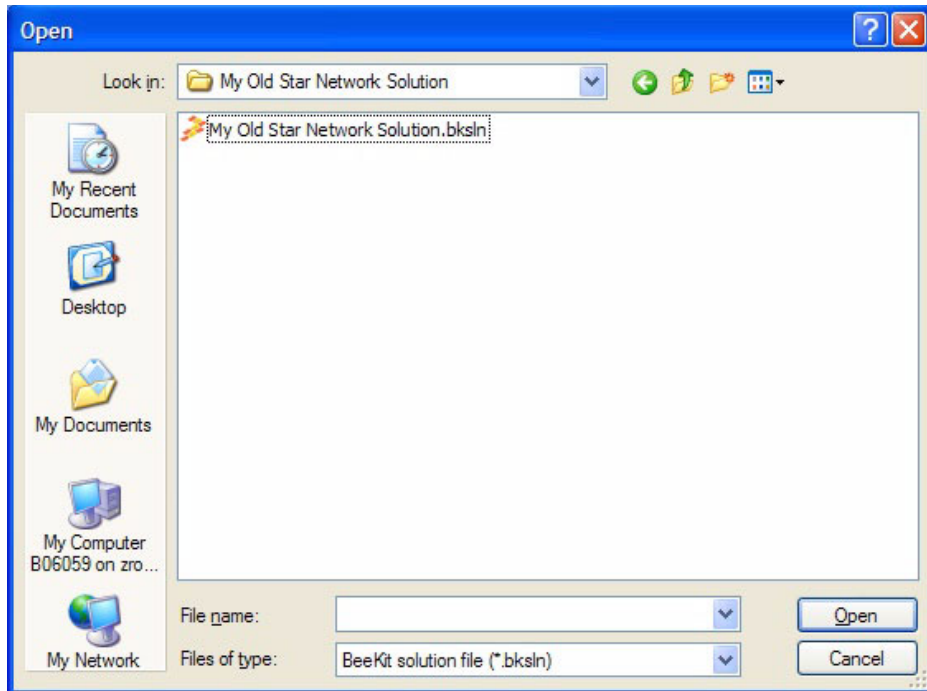 Open
Look in:
My Old Star Network Solution
My Old Star Network Solution.bksln
My Recent
Documents
Desktop
My Documents
My Computer
B06059 on zro...
My Network
File name:
Open
Files of type:
BeeKit solution file (*.bksln)
Cancel